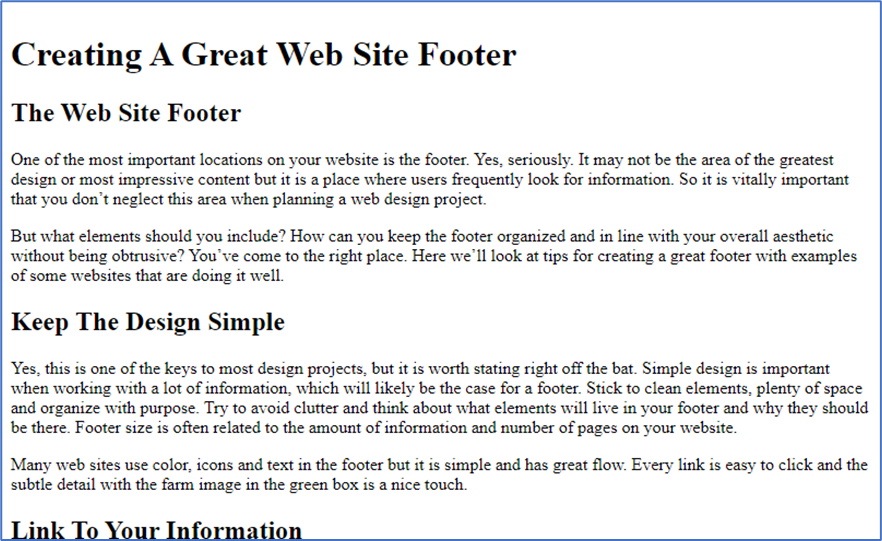 Creating A Great Web Site Footer
The Web Site Footer
One of the most important locations on your website is the footer. Yes, seriously. It may not be the area of the greatest
design or most impressive content but it is a place where users frequently look for information. So it is vitally important
that you don’t neglect this area when planning a web design project.
But what elements should you include? How can you keep the footer organized and in line with your overall aesthetic
without being obtrusive? You’ve come to the right place. Here we’ll look at tips for creating a great footer with examples
of some websites that are doing it well.
Keep The Design Simple
Yes, this is one of the keys to most design projects, but it is worth stating right off the bat. Simple design is important
when working with a lot of information, which will likely be the case for a footer. Stick to clean elements, plenty of space
and organize with purpose. Try to avoid clutter and think about what elements will live in your footer and why they should
be there. Footer size is often related to the amount of information and number of pages on your website.
Many web sites use color, icons and text in the footer but it is simple and has great flow. Every link is easy to click and the
subtle detail with the farm image in the green box is a nice touch.
Link To Your Information